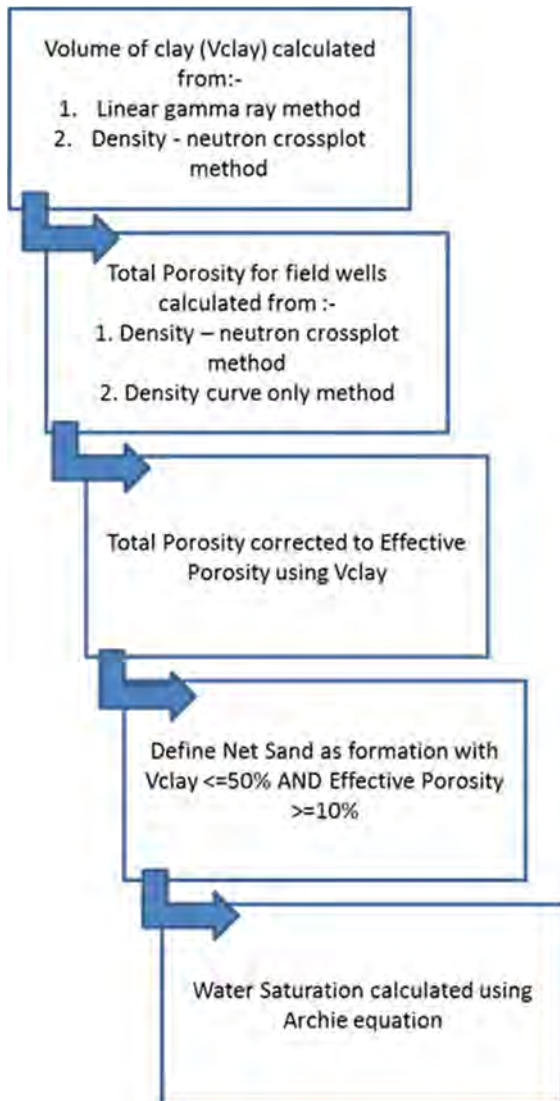 Volume of clay (Vclay) calculated
from:-
1. Linear gamma ray method
2. Density - neutron crossplot
method
Total Porosity for field wells
calculated from :-
1. Density – neutron crossplot
method
2. Density curve only method
Total Porosity corrected to Effective
Porosity using Vclay
Define Net Sand as formation with
Vclay <=50% AND Effective Porosity
>=10%
Water Saturation calculated using
Archie equation